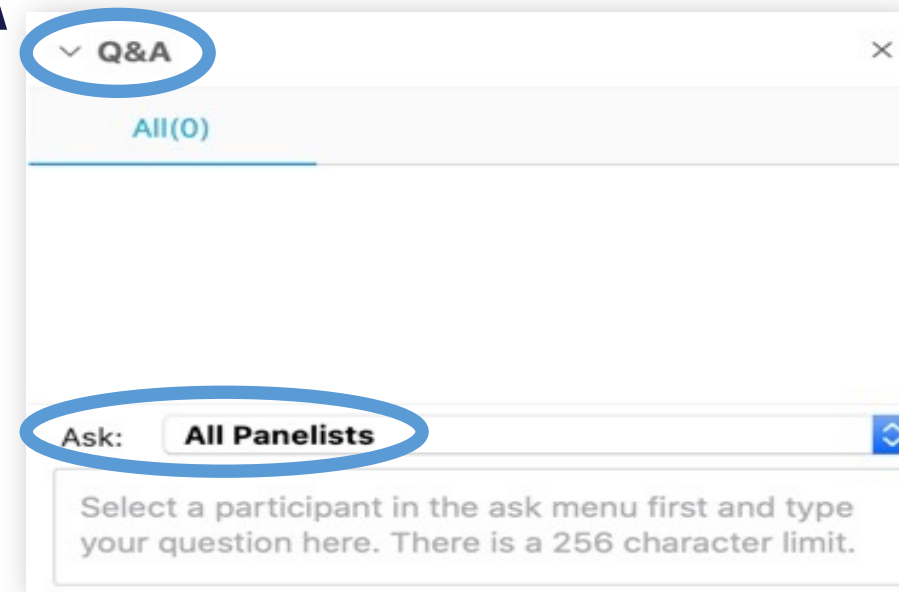 Q&A
All(0)
Ask: All Panelists
Select a participant in the ask menu first and type
your question here. There is a 256 character limit.